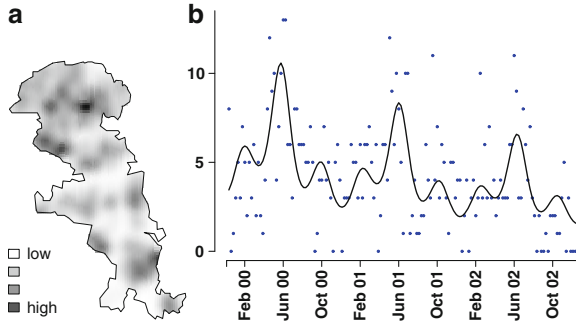 a
low
high
b
10
5
0
Feb 00
Jun 00
Oct 00
Feb 01
Jun 01
Oct 01
Feb 02
Jun 02
Oct 02